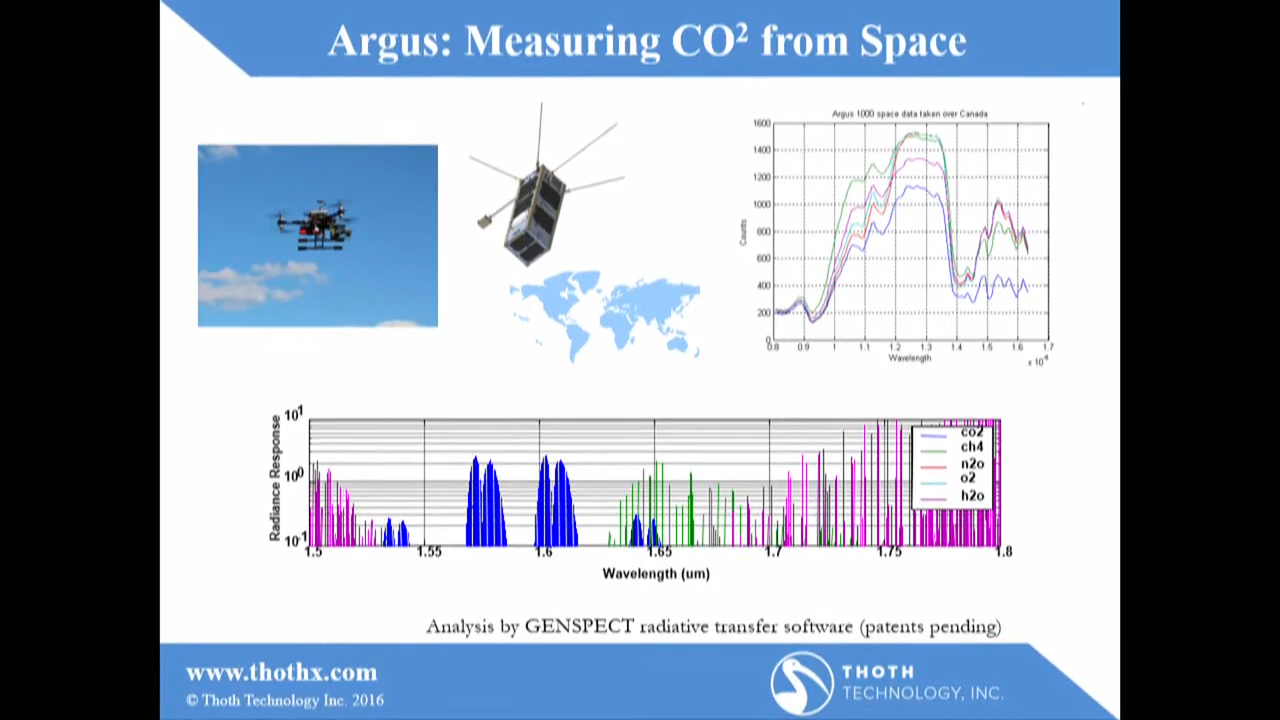 Argus: Measuring CO² from Space
Argus 1000 space data taken over Canada
1600
1400
1200
1000
800
600
400
200
0
Counts
0.8 0.9 1 1.1 1.2 1.3 1.4 1.5 1.6 1.7
Wavelength
x 10⁻⁶
Radiance Response
10¹
10⁰
10⁻¹
co2
ch4
n2o
o2
h2o
1.5 1.55 1.6 1.65 1.7 1.75 1.8
Wavelength (um)
Analysis by GENSPECT radiative transfer software (patents pending)
www.thothx.com
© Thoth Technology Inc. 2016
THOTH
TECHNOLOGY, INC.